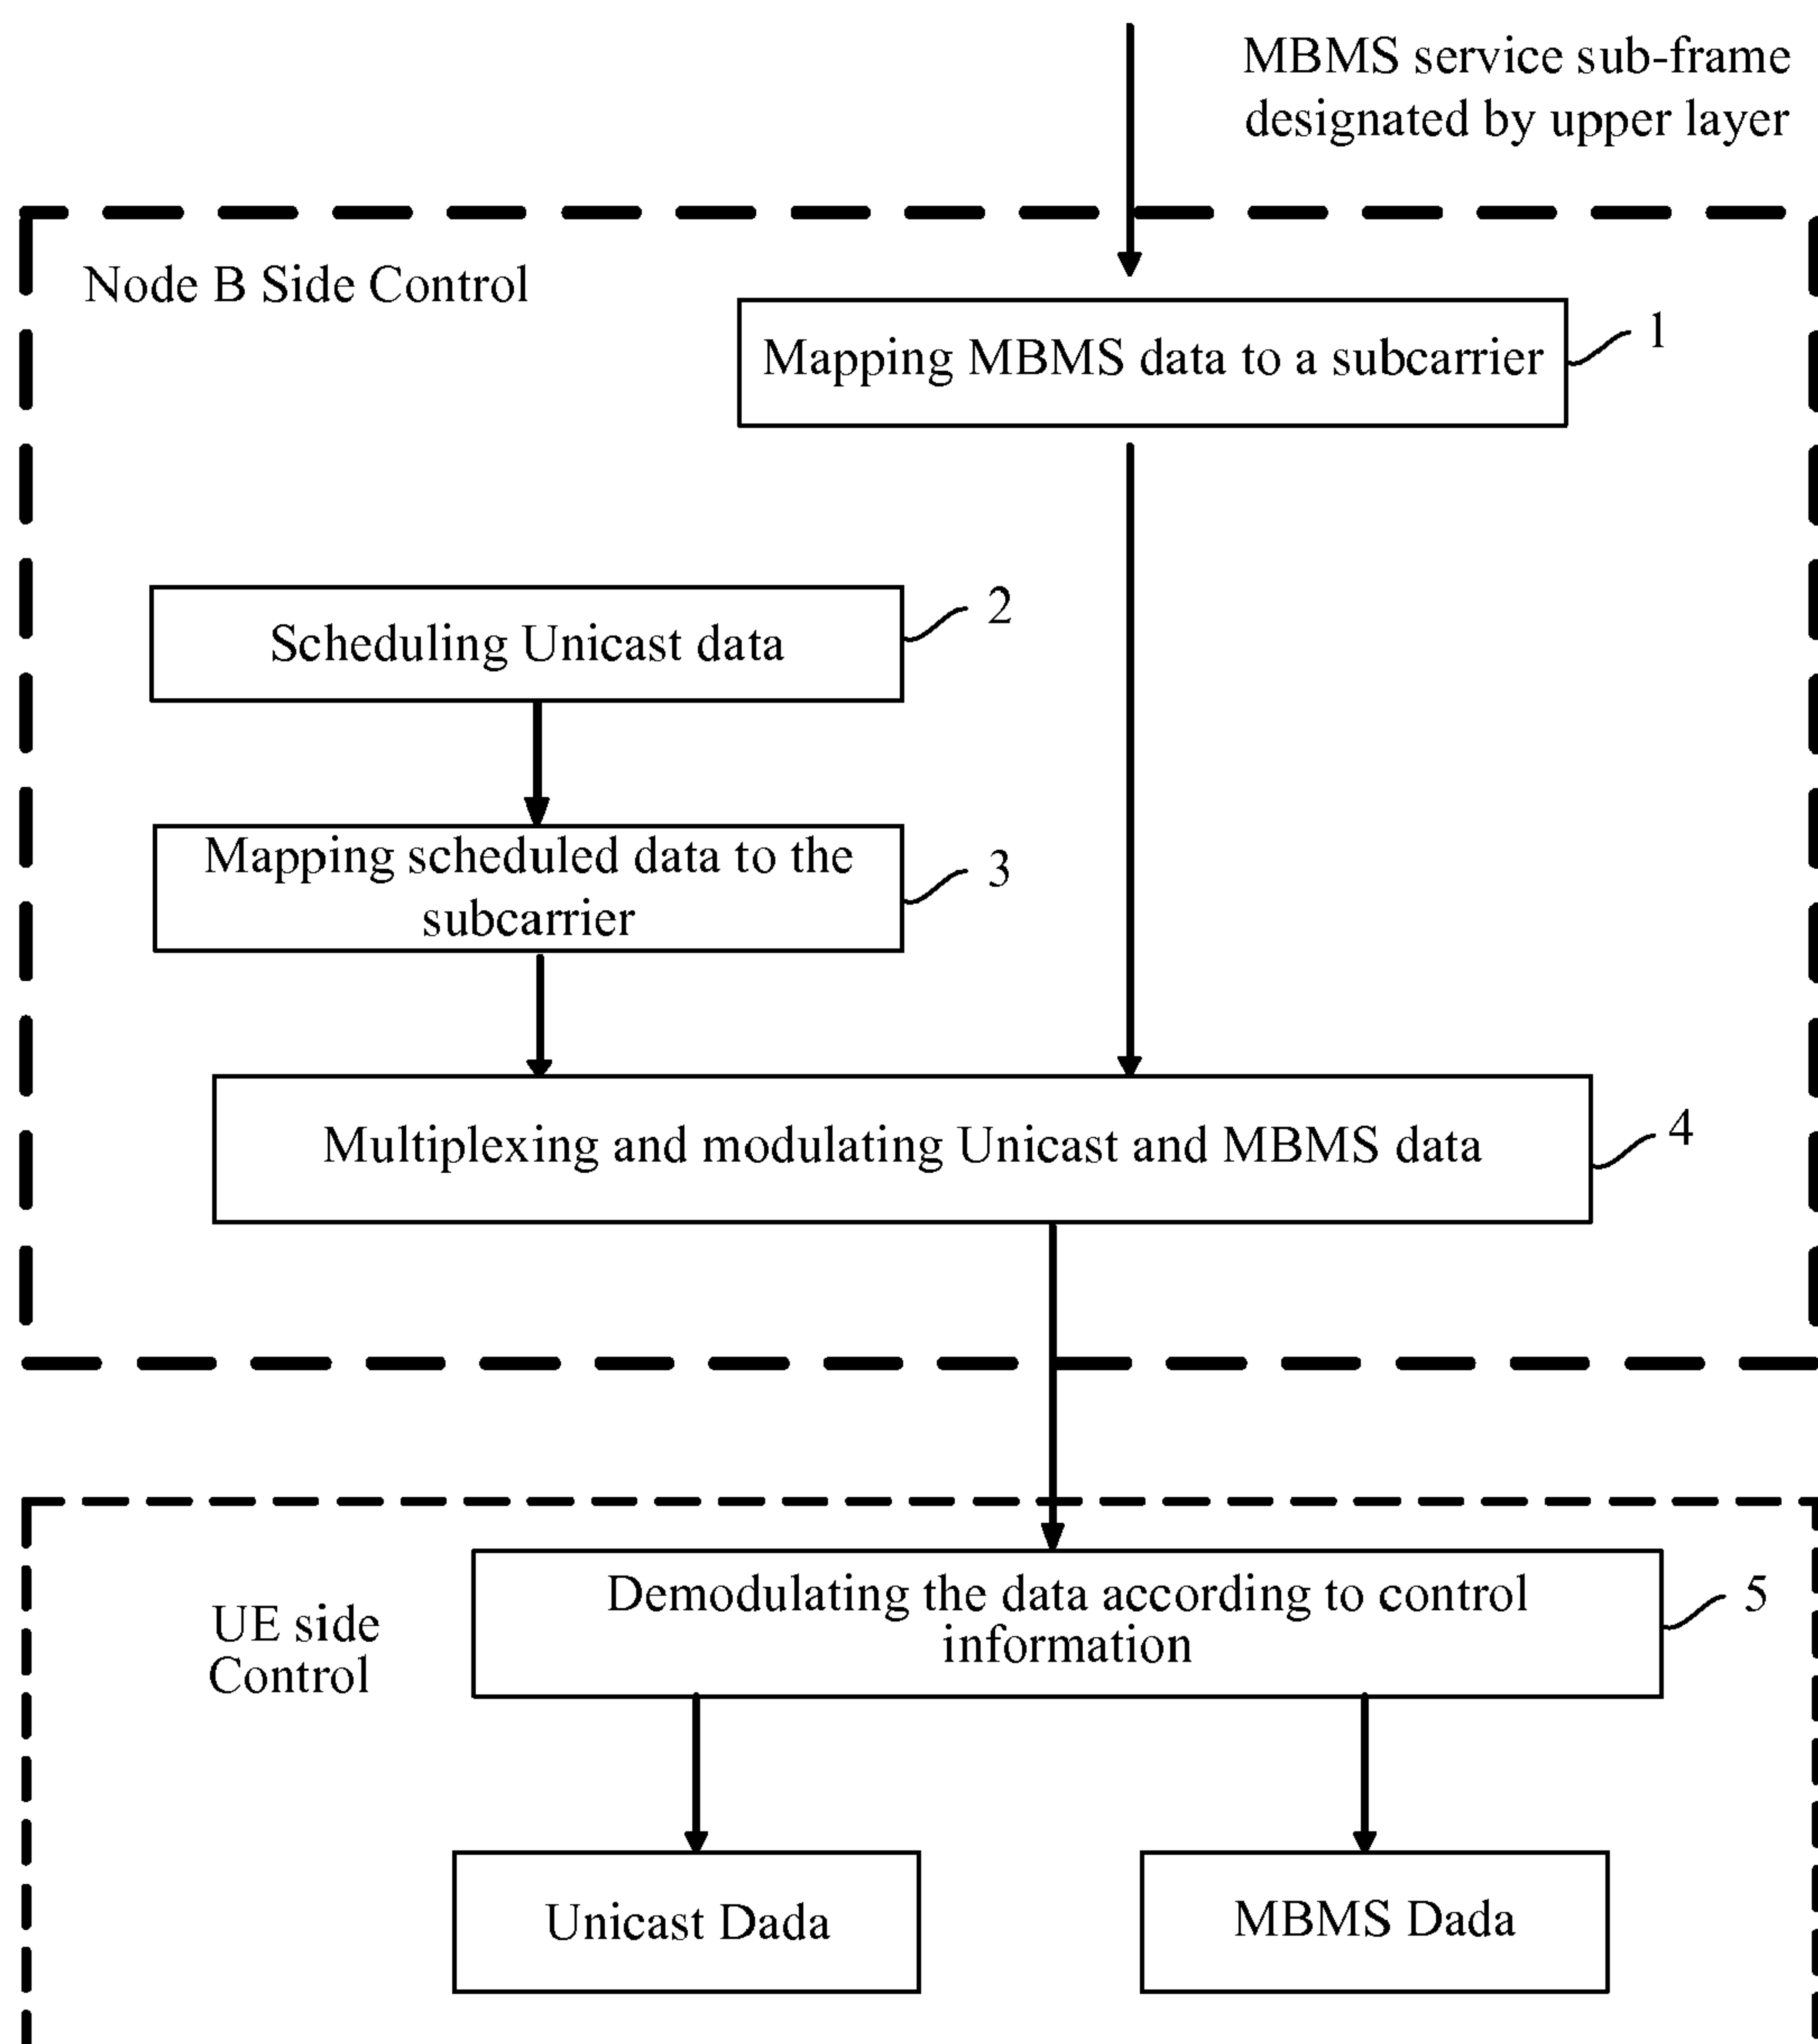 MBMS service sub-frame
designated by upper layer
Node B Side Control
Mapping MBMS data to a subcarrier
1
Scheduling Unicast data
2
Mapping scheduled data to the
subcarrier
3
Multiplexing and modulating Unicast and MBMS data
4
UE side
Control
Demodulating the data according to control
information
5
Unicast Dada
MBMS Dada